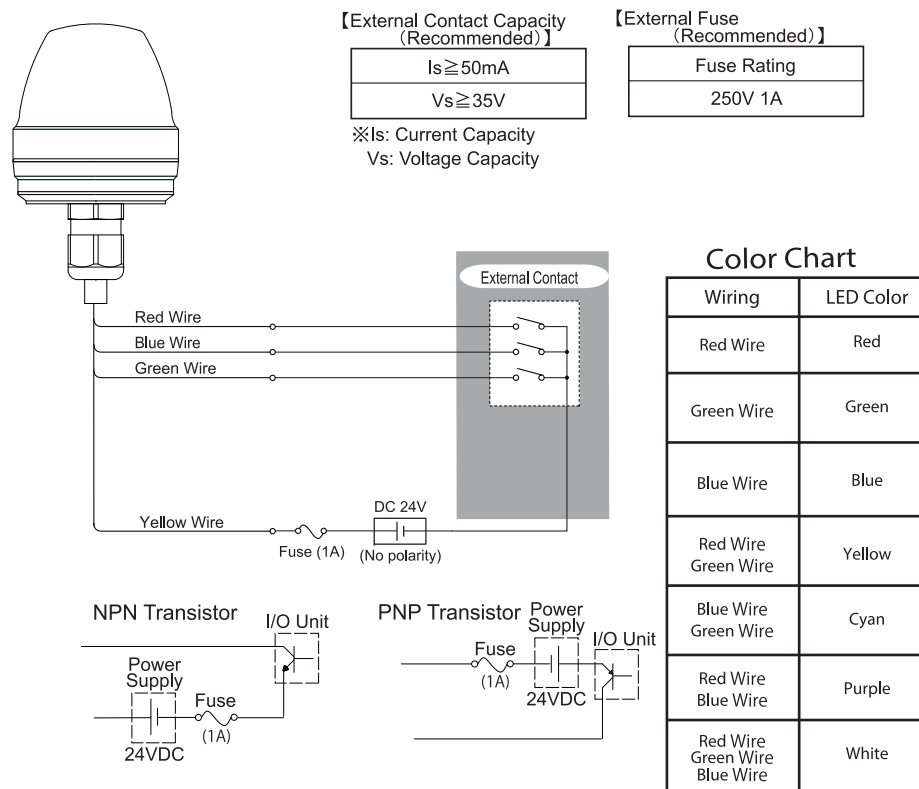 【External Contact Capacity
(Recommended)】
Is≧50mA
Vs≧35V
※Is: Current Capacity
Vs: Voltage Capacity
【External Fuse
(Recommended)】
Fuse Rating
250V 1A
External Contact
Red Wire
Blue Wire
Green Wire
Yellow Wire
Fuse (1A)
DC 24V
(No polarity)
Color Chart
Wiring LED Color
Red Wire Red
Green Wire Green
Blue Wire Blue
Red Wire
Green Wire
Yellow
Blue Wire
Green Wire
Cyan
Red Wire
Blue Wire
Purple
Red Wire
Green Wire
Blue Wire
White
NPN Transistor
I/O Unit
Power
Supply
Fuse
(1A)
24VDC
PNP Transistor
Power
Supply
I/O Unit
Fuse
(1A)
24VDC